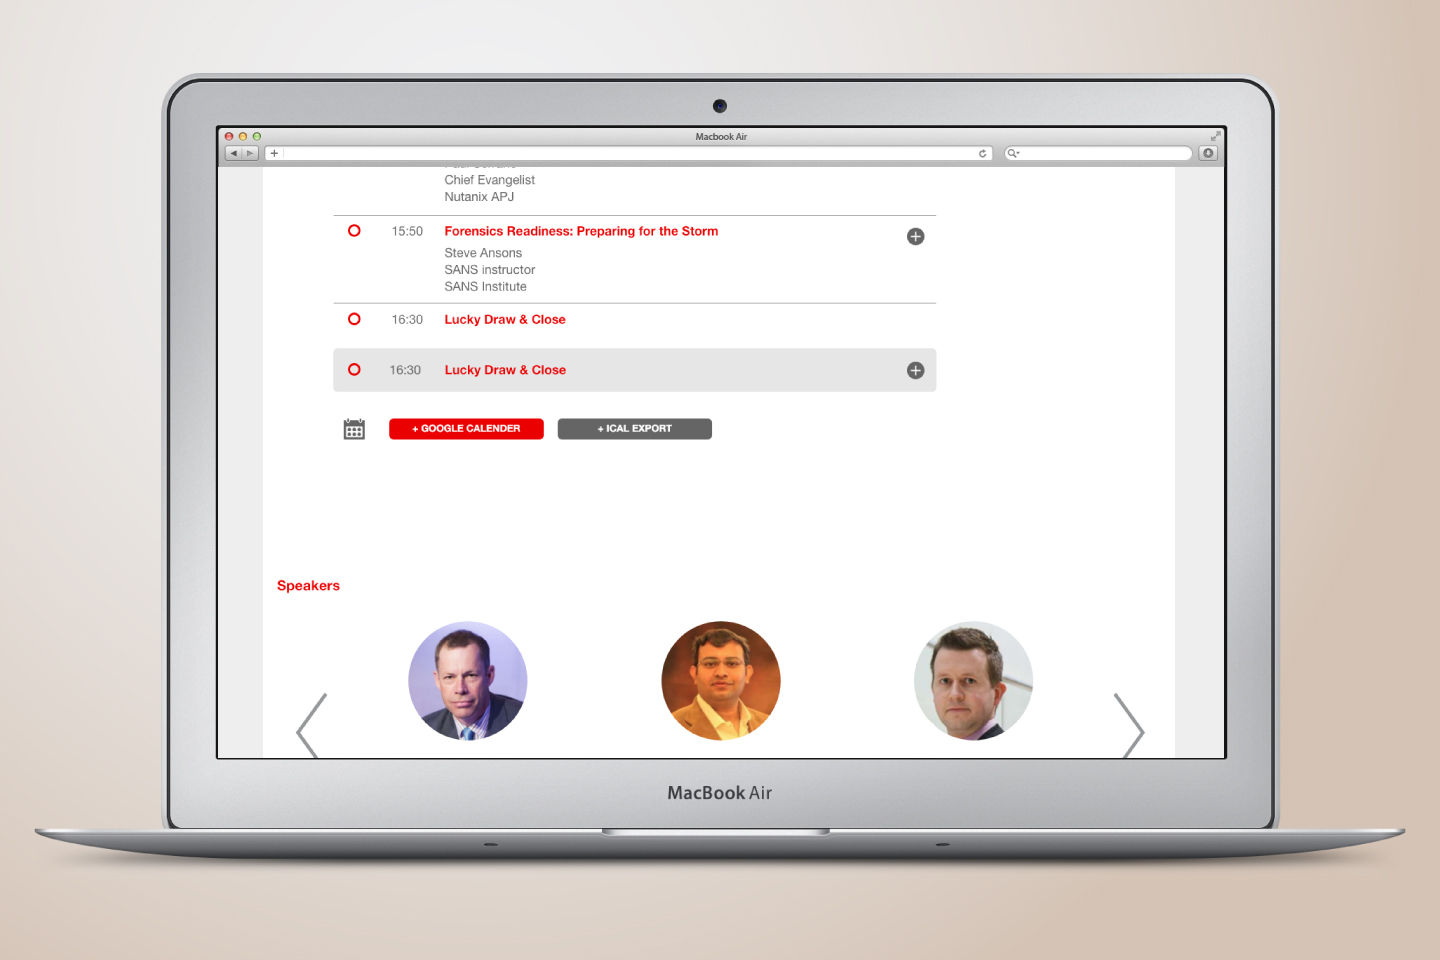 Macbook Air
Chief Evangelist
Nutanix APJ
15:50 Forensics Readiness: Preparing for the Storm
Steve Ansons
SANS instructor
SANS Institute
16:30 Lucky Draw & Close
16:30 Lucky Draw & Close
+ GOOGLE CALENDER + ICAL EXPORT
Speakers
MacBook Air